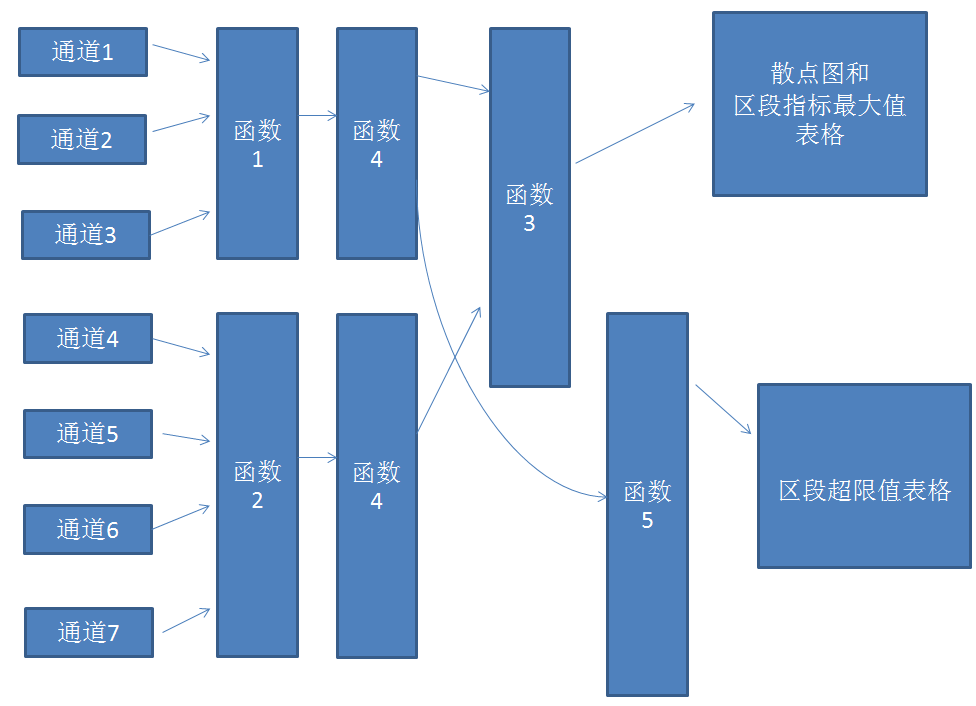 通道1
通道2
通道3
通道4
通道5
通道6
通道7
函数
1
函数
4
函数
2
函数
4
函数
3
散点图和
区段指标最大值
表格
函数
5
区段超限值表格